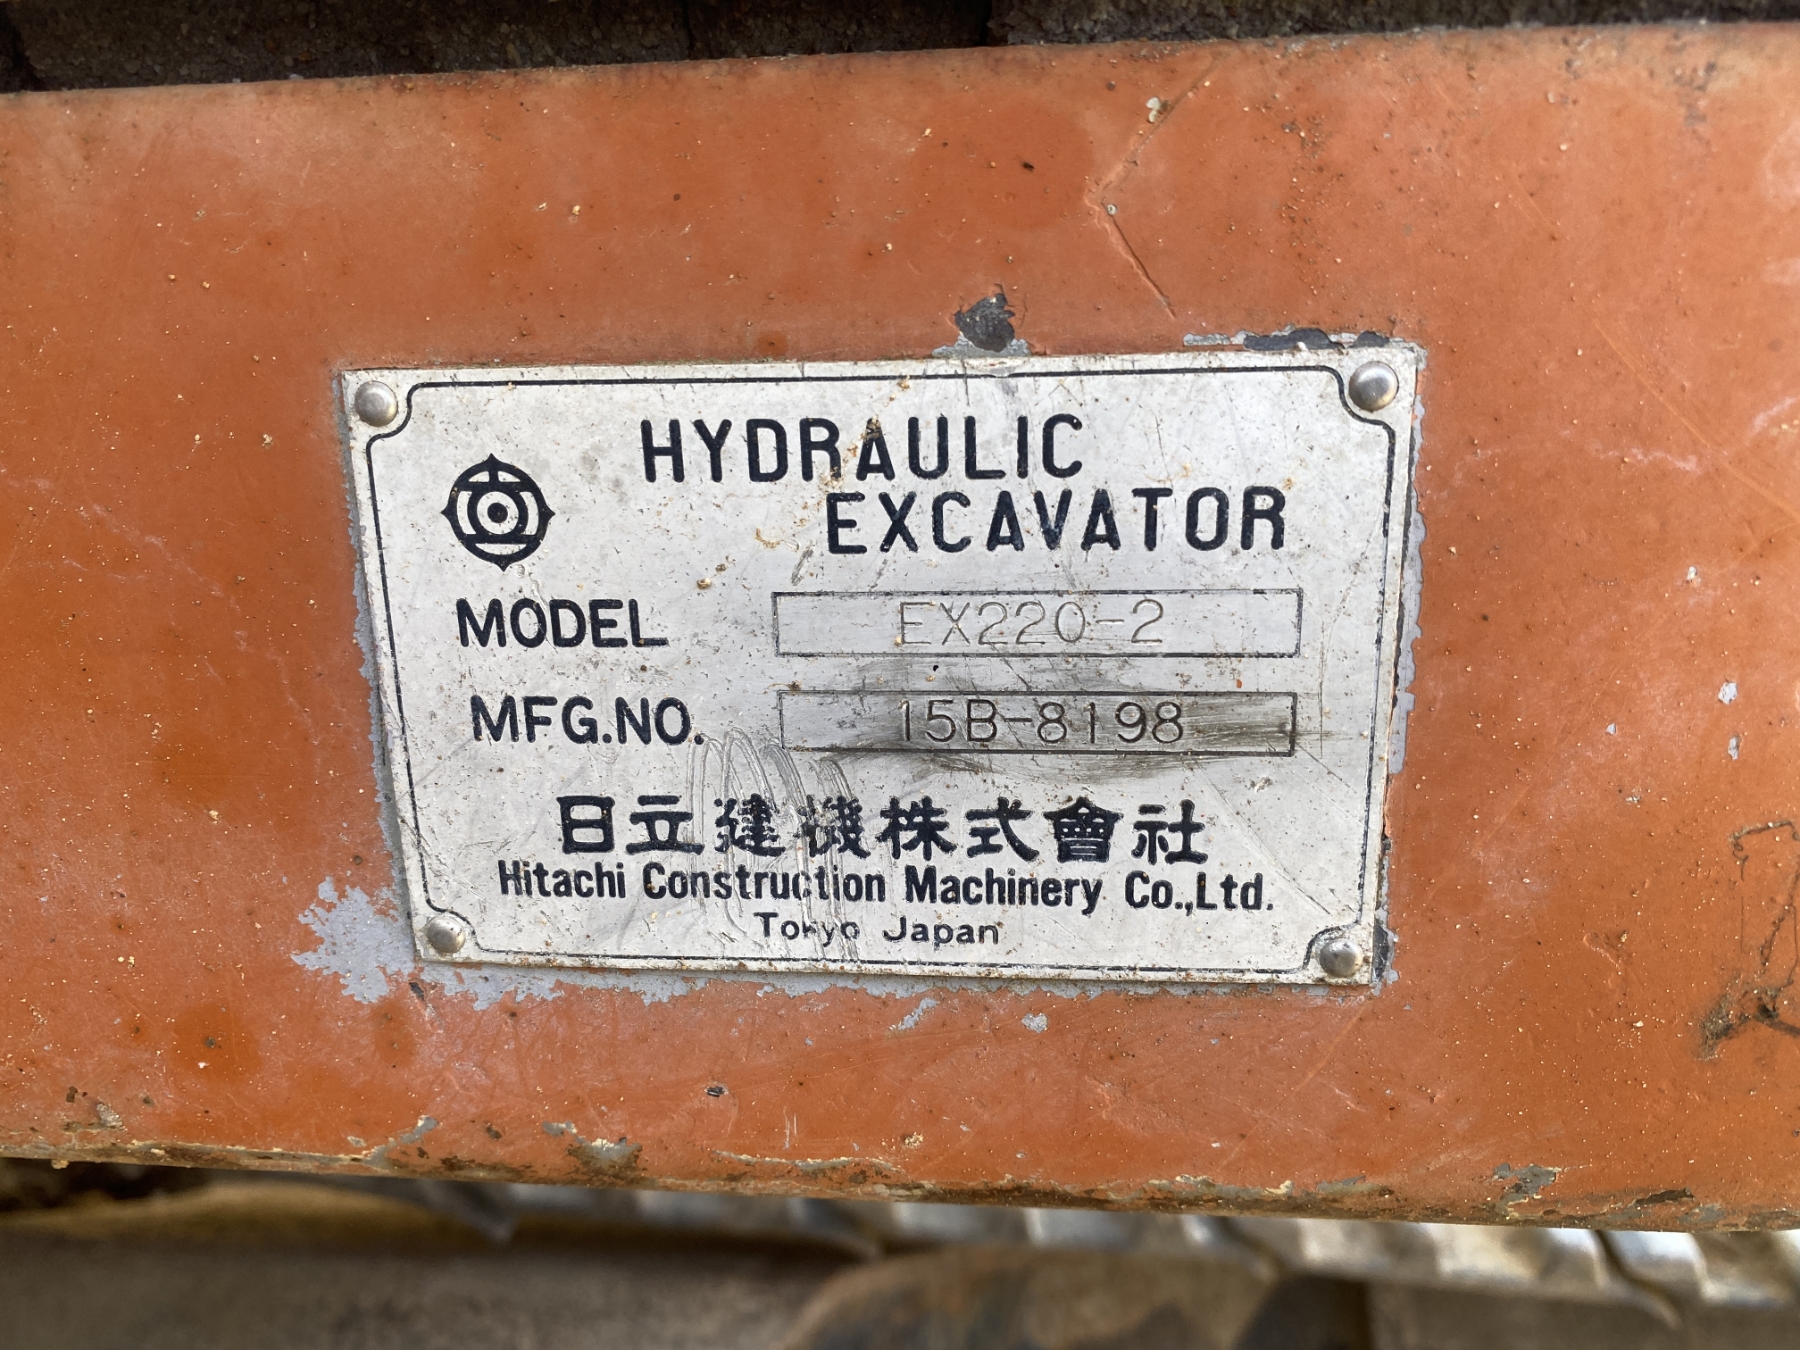 HYDRAULIC
EXCAVATOR
MODEL EX220-2
MFG.NO. 15B-8198
日立建機株式會社
Hitachi Construction Machinery Co.,Ltd.
Tokyo Japan